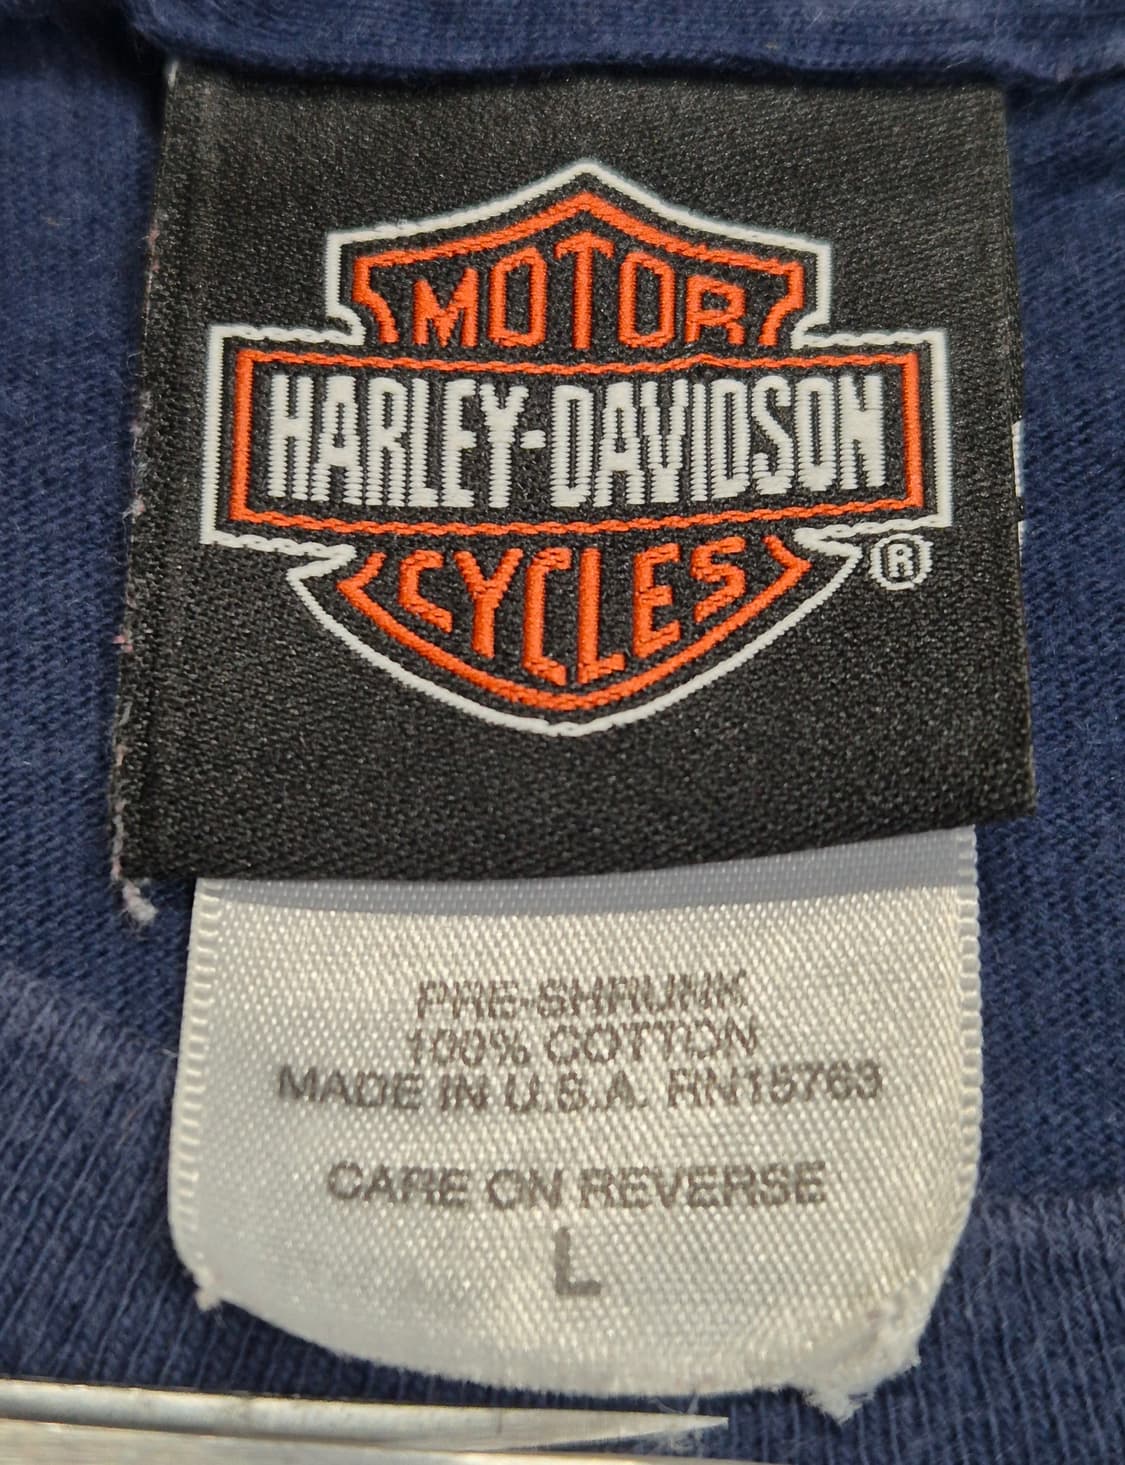 MOTOR
HARLEY-DAVIDSON
CYCLES ®
PRE-SHRUNK
100% COTTON
MADE IN U.S.A. RN15763
CARE ON REVERSE
L